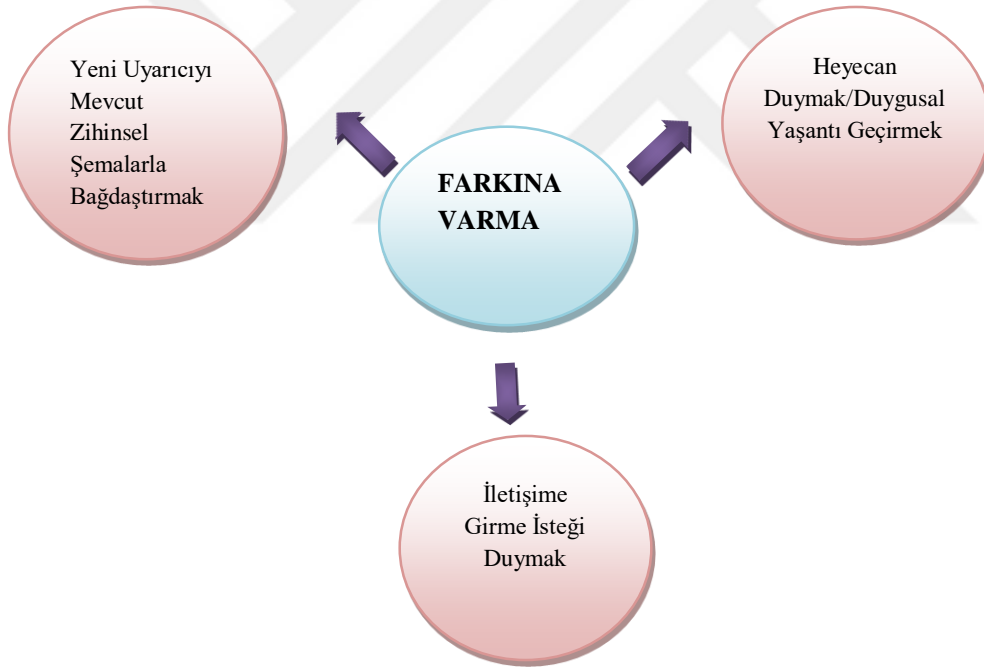 Yeni Uyarıcıyı
Mevcut
Zihinsel
Şemalarla
Bağdaştırmak
Heyecan
Duymak/Duygusal
Yaşantı Geçirmek
FARKINA
VARMA
İletişime
Girme İsteği
Duymak